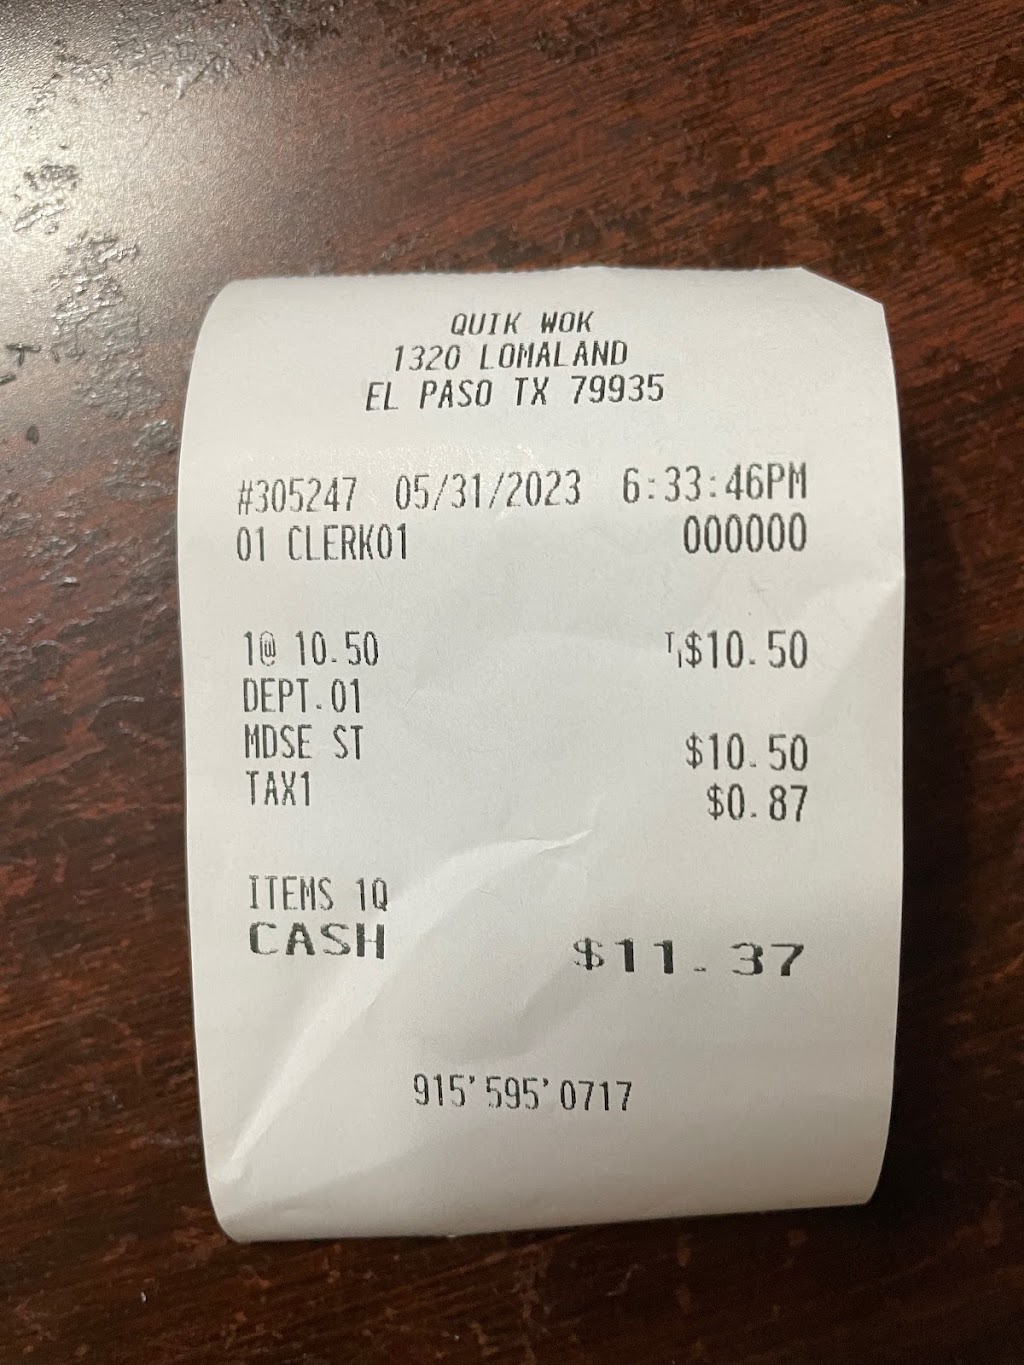 QUIK WOK
1320 LOMALAND
EL PASO TX 79935
#305247 05/31/2023 6:33:46PM
01 CLERK01 000000
1@ 10.50 T1$10.50
DEPT.01
MDSE ST $10.50
TAX1 $0.87
ITEMS 1Q
CASH $11.37
915'595'0717